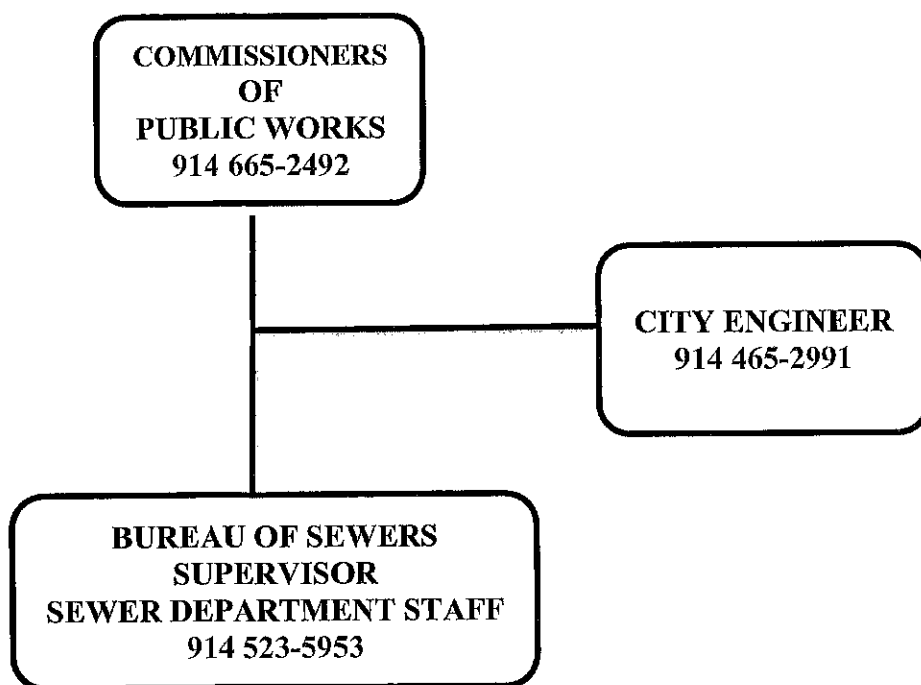 COMMISSIONERS
OF
PUBLIC WORKS
914 665-2492
CITY ENGINEER
914 465-2991
BUREAU OF SEWERS
SUPERVISOR
SEWER DEPARTMENT STAFF
914 523-5953